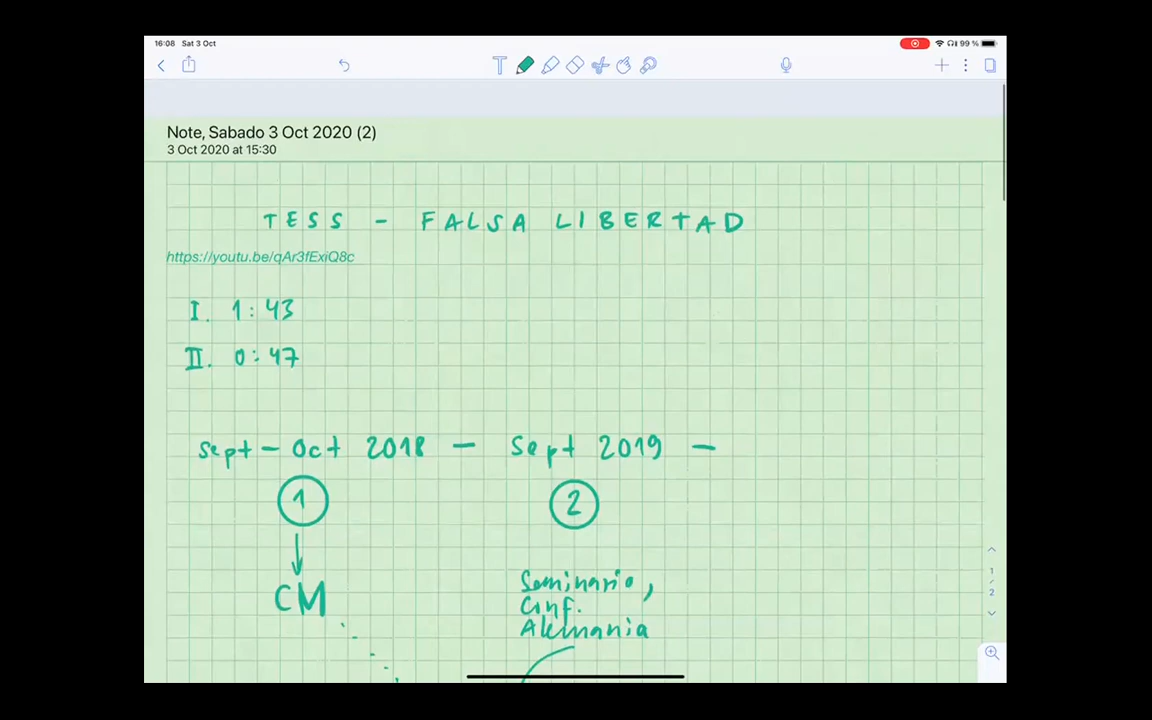 16:08 Sat 3 Oct 99 %
Note, Sabado 3 Oct 2020 (2)
3 Oct 2020 at 15:30
TESS - FALSA LIBERTAD
https://youtu.be/qAr3fExiQ8c
I. 1:43
II. 0:47
Sept - Oct 2018 - Sept 2019 -
1 2
CM
Seminario,
Conf.
Alemania
1
/
2